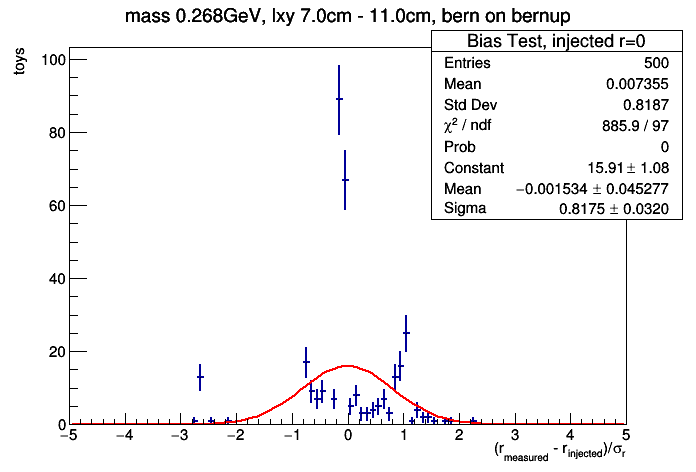 mass 0.268GeV, lxy 7.0cm - 11.0cm, bern on bernup
Bias Test, injected r=0
Entries 500
Mean 0.007355
Std Dev 0.8187
χ² / ndf 885.9 / 97
Prob 0
Constant 15.91 ± 1.08
Mean −0.001534 ± 0.045277
Sigma 0.8175 ± 0.0320
toys
100
80
60
40
20
0
−5 −4 −3 −2 −1 0 1 2 3 4 5
(r_measured - r_injected)/σ_r